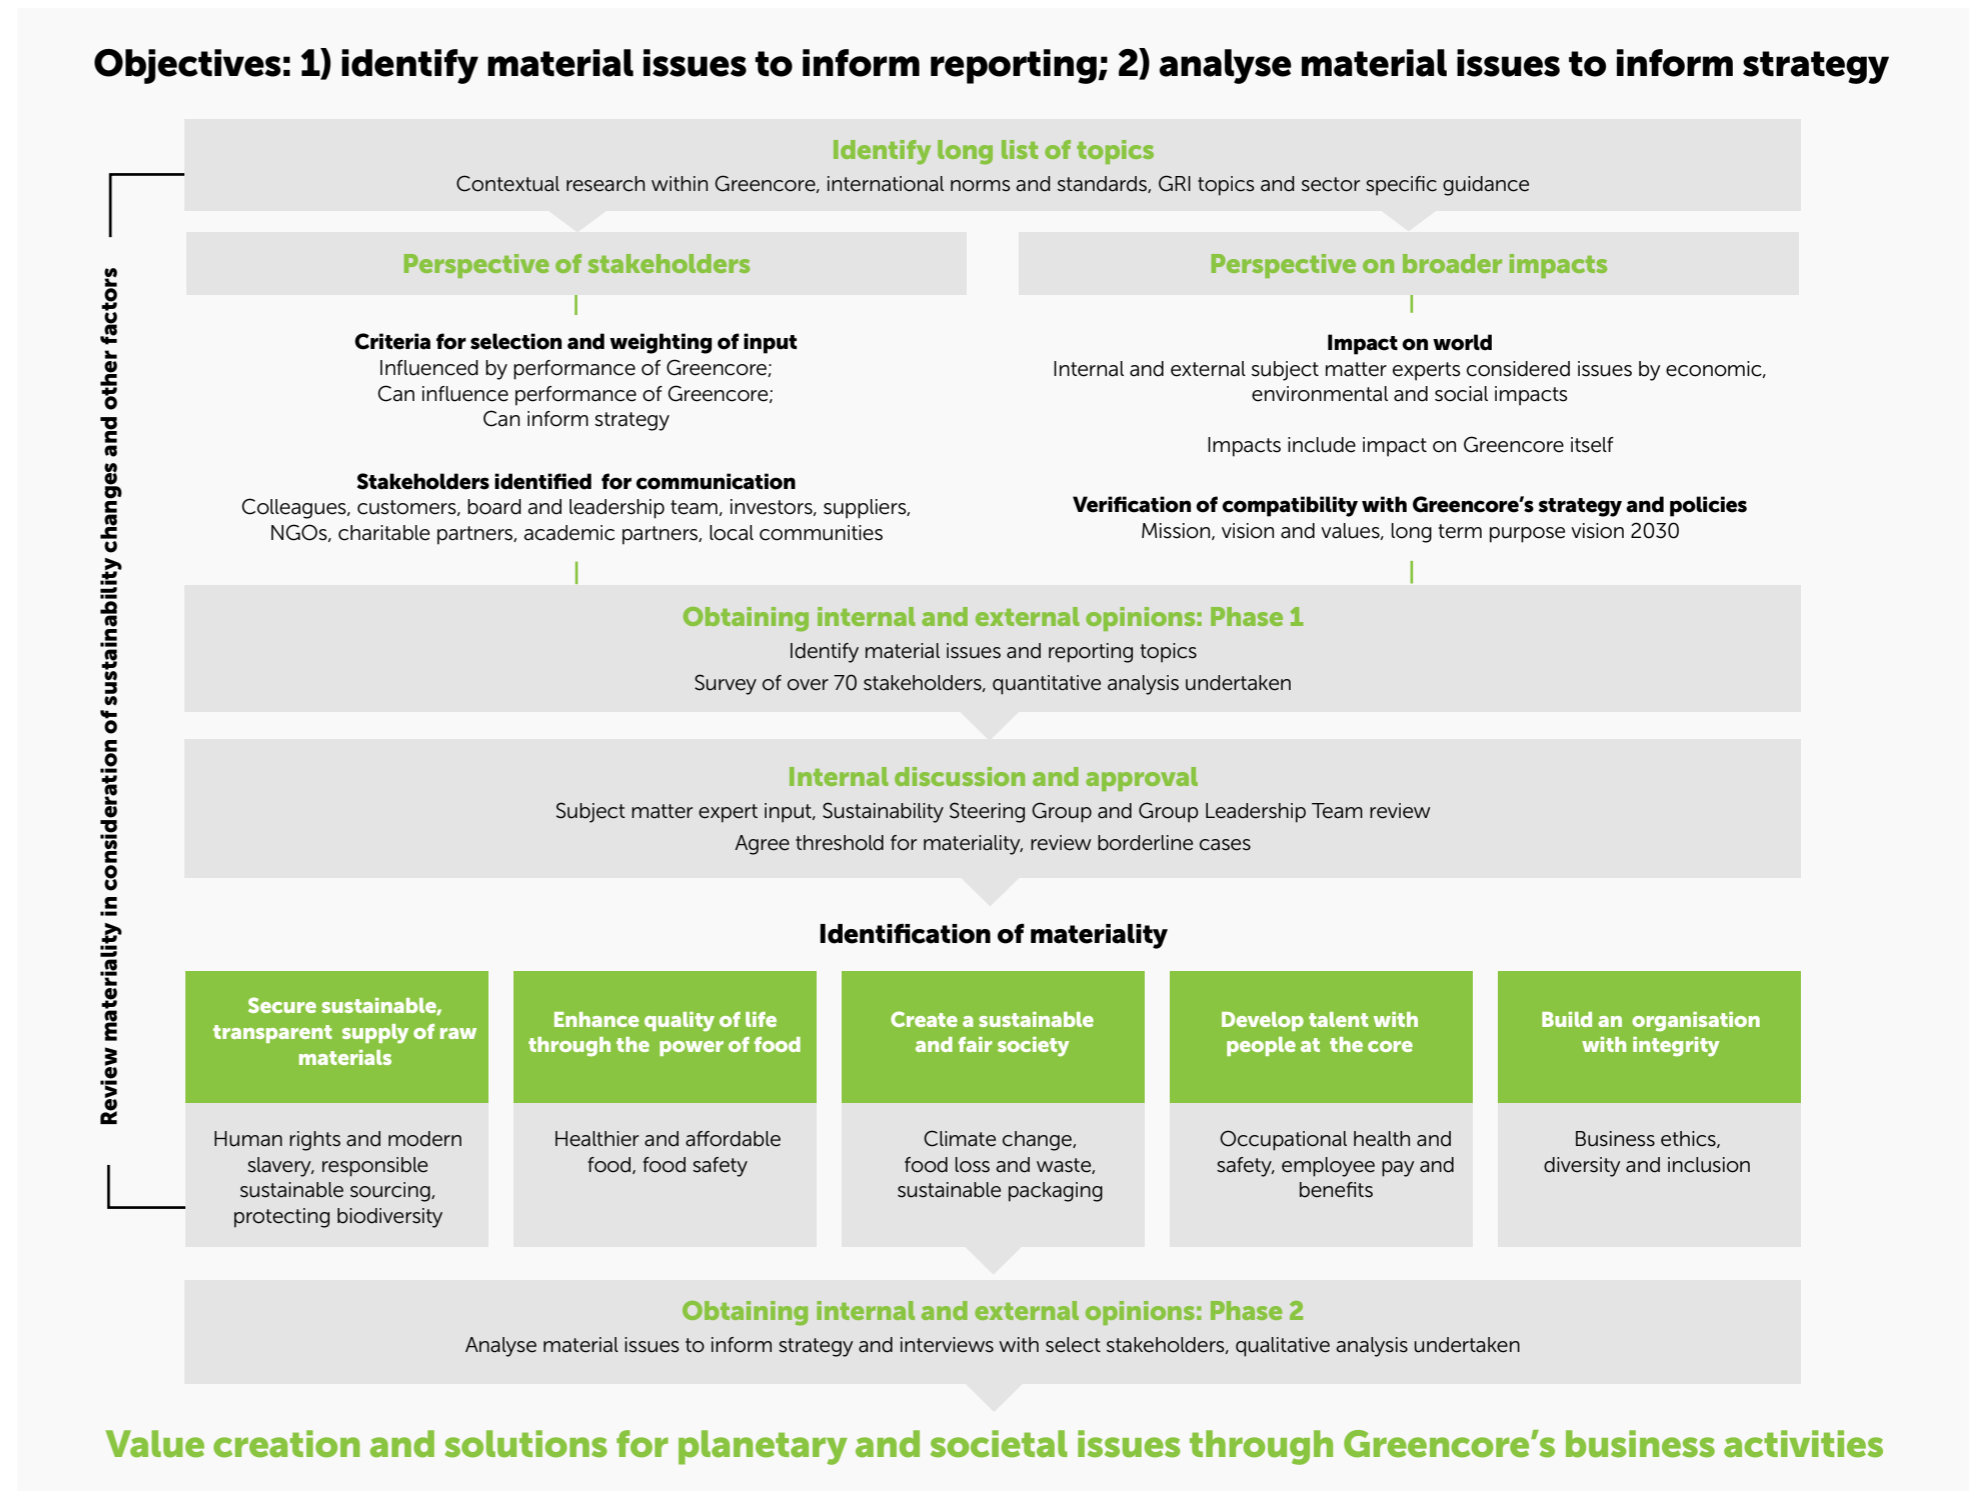 Objectives: 1) identify material issues to inform reporting; 2) analyse material issues to inform strategy
Identify long list of topics
Contextual research within Greencore, international norms and standards, GRI topics and sector specific guidance
Review materiality in consideration of sustainability changes and other factors
Perspective of stakeholders
Criteria for selection and weighting of input
Influenced by performance of Greencore;
Can influence performance of Greencore;
Can inform strategy
Stakeholders identified for communication
Colleagues, customers, board and leadership team, investors, suppliers,
NGOs, charitable partners, academic partners, local communities
Perspective on broader impacts
Impact on world
Internal and external subject matter experts considered issues by economic,
environmental and social impacts
Impacts include impact on Greencore itself
Verification of compatibility with Greencore’s strategy and policies
Mission, vision and values, long term purpose vision 2030
Obtaining internal and external opinions: Phase 1
Identify material issues and reporting topics
Survey of over 70 stakeholders, quantitative analysis undertaken
Internal discussion and approval
Subject matter expert input, Sustainability Steering Group and Group Leadership Team review
Agree threshold for materiality, review borderline cases
Identification of materiality
Secure sustainable,
transparent supply of raw
materials
Human rights and modern
slavery, responsible
sustainable sourcing,
protecting biodiversity
Enhance quality of life
through the power of food
Healthier and affordable
food, food safety
Create a sustainable
and fair society
Climate change,
food loss and waste,
sustainable packaging
Develop talent with
people at the core
Occupational health and
safety, employee pay and
benefits
Build an organisation
with integrity
Business ethics,
diversity and inclusion
Obtaining internal and external opinions: Phase 2
Analyse material issues to inform strategy and interviews with select stakeholders, qualitative analysis undertaken
Value creation and solutions for planetary and societal issues through Greencore’s business activities